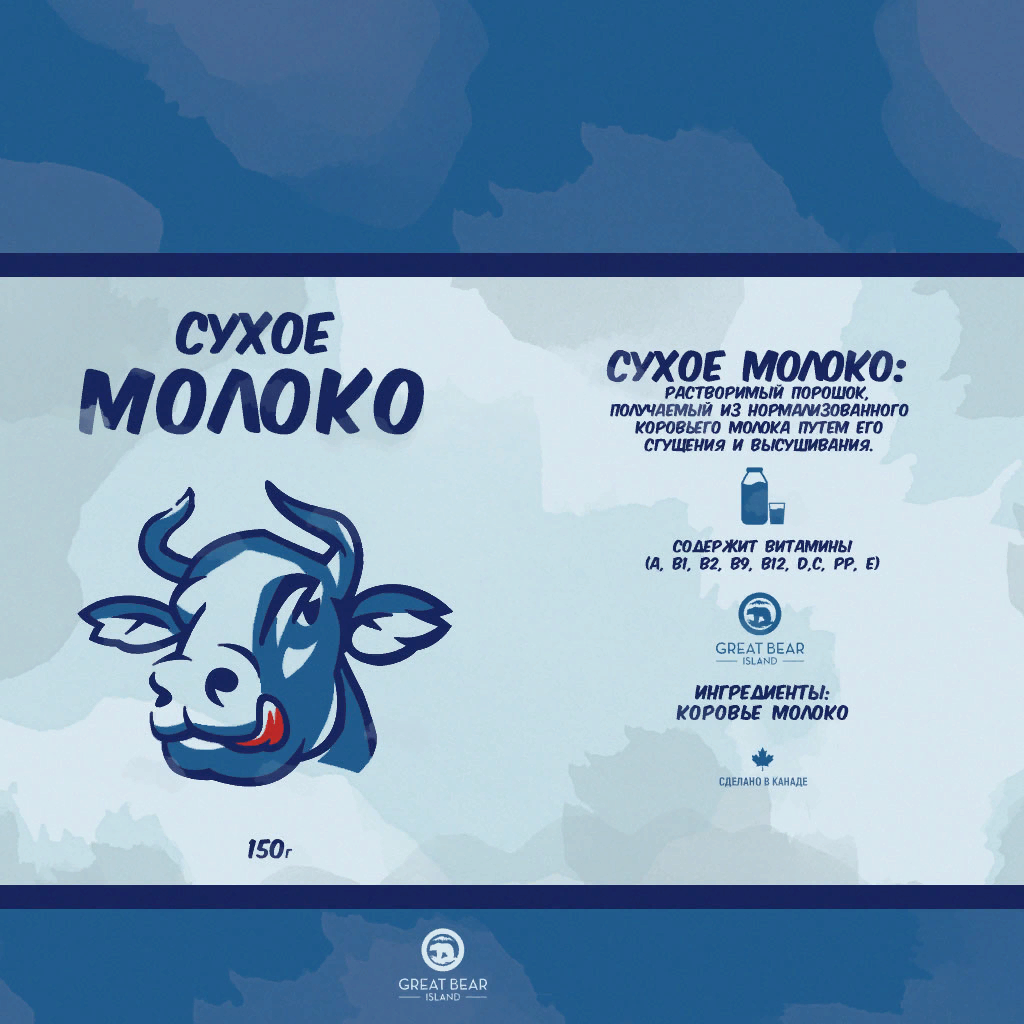 СУХОЕ
МОЛОКО
150г
СУХОЕ МОЛОКО:
РАСТВОРИМЫЙ ПОРОШОК,
ПОЛУЧАЕМЫЙ ИЗ НОРМАЛИЗОВАННОГО
КОРОВЬЕГО МОЛОКА ПУТЕМ ЕГО
СГУЩЕНИЯ И ВЫСУШИВАНИЯ.
СОДЕРЖИТ ВИТАМИНЫ
(A, B1, B2, B9, B12, D,C, PP, E)
GREAT BEAR
ISLAND
ИНГРЕДИЕНТЫ:
КОРОВЬЕ МОЛОКО
СДЕЛАНО В КАНАДЕ
GREAT BEAR
ISLAND